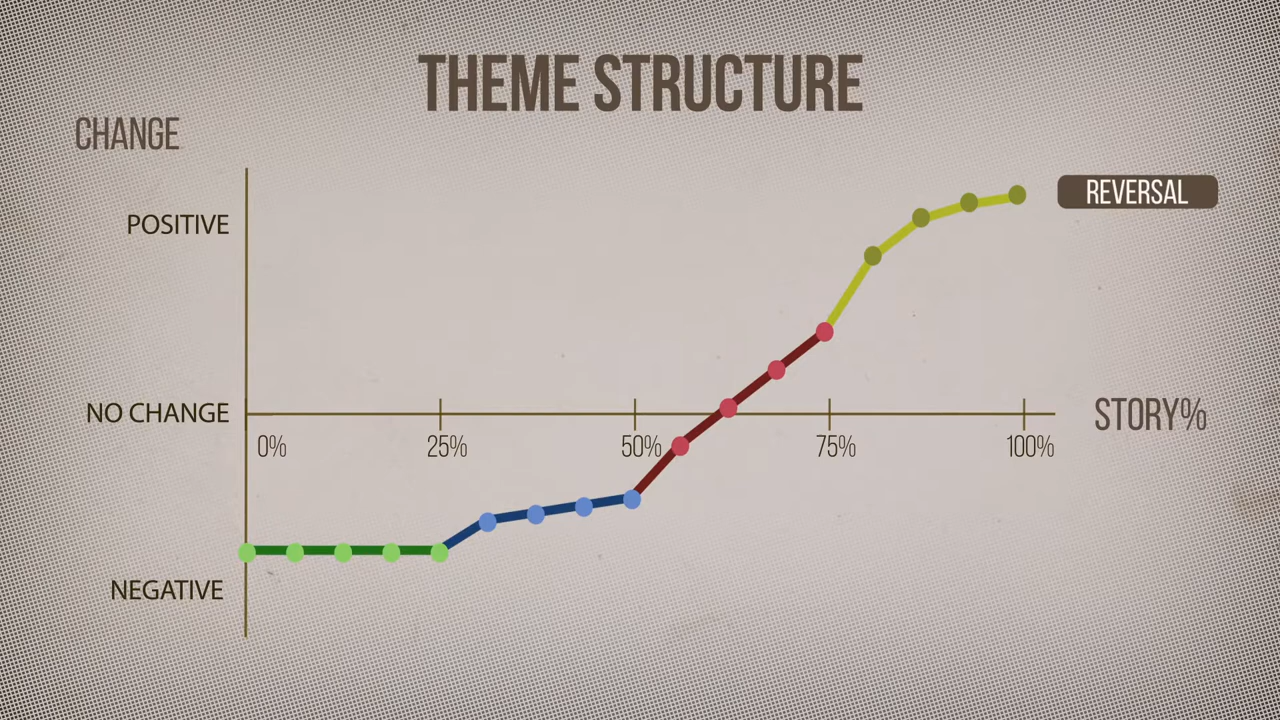 THEME STRUCTURE
CHANGE
REVERSAL
POSITIVE
NO CHANGE
STORY%
0%
25%
50%
75%
100%
NEGATIVE